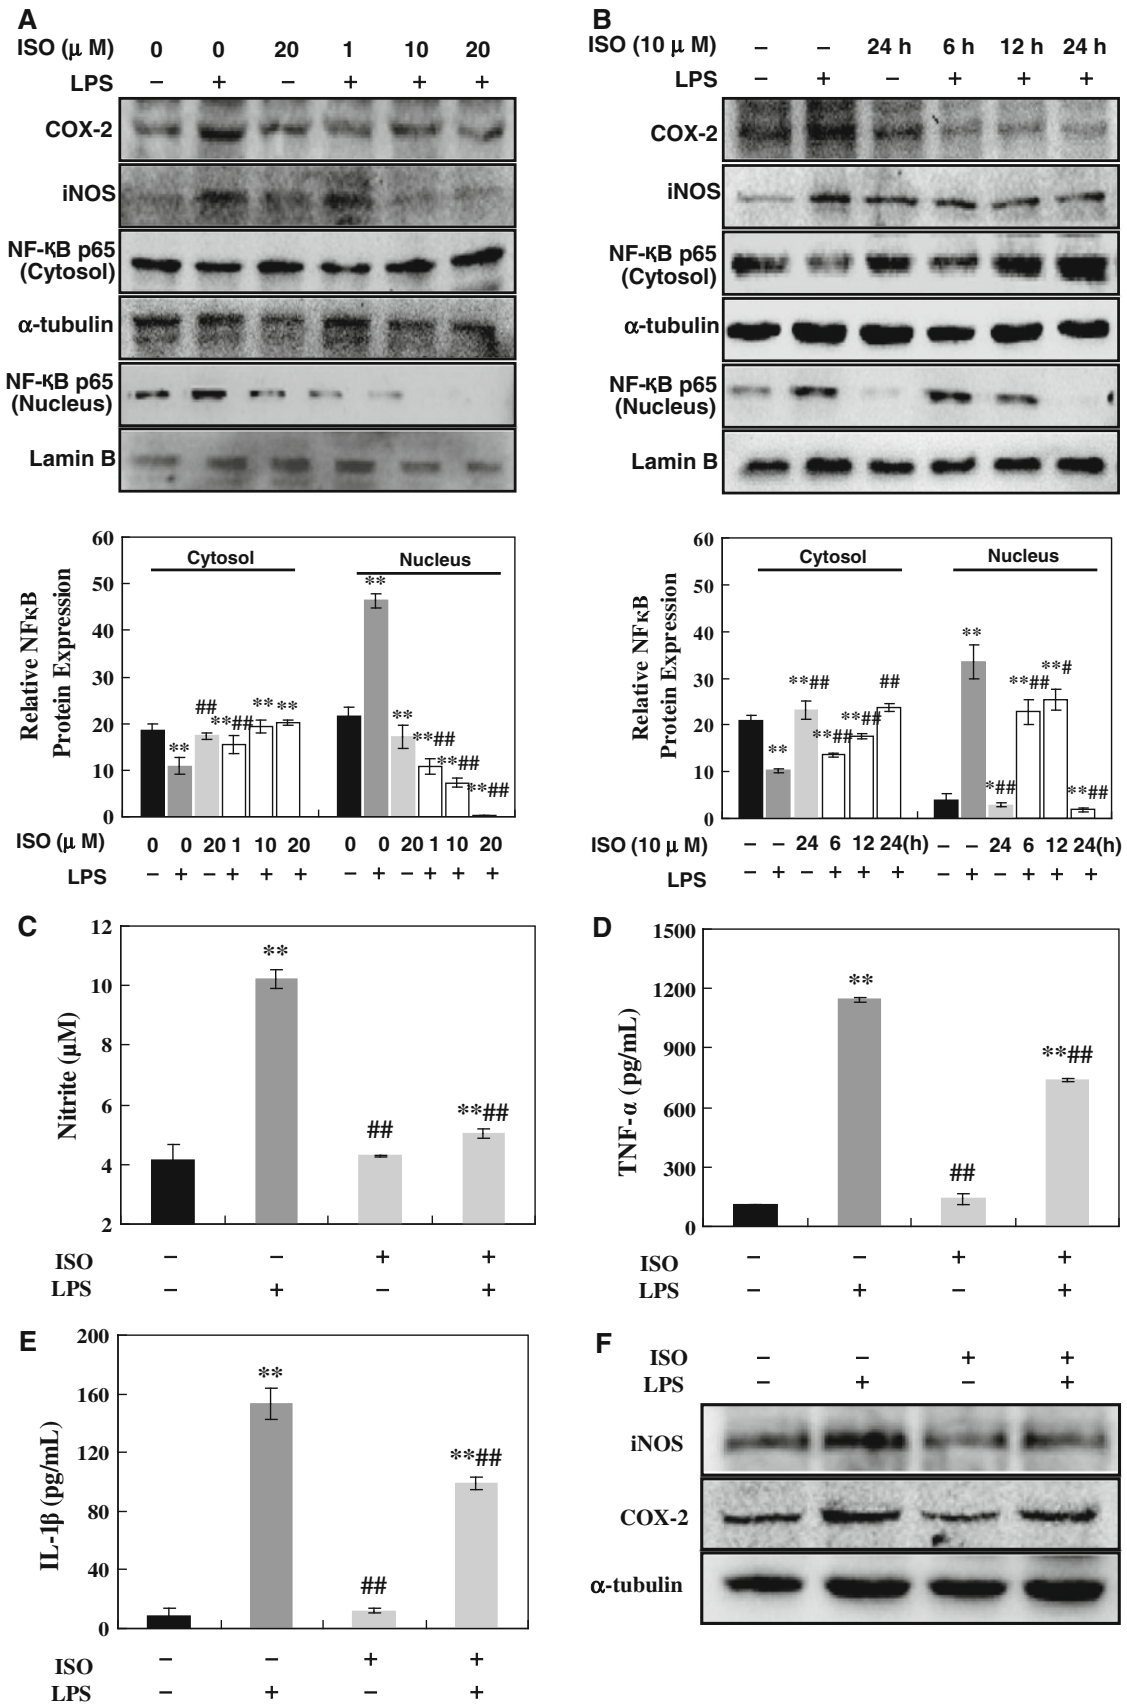 A
ISO (μ M) 0 0 20 1 10 20
LPS − + − + + +
COX-2
iNOS
NF-κB p65
(Cytosol)
α-tubulin
NF-κB p65
(Nucleus)
Lamin B
Relative NFκB
Protein Expression
60
50
40
30
20
10
0
Cytosol
Nucleus
** ## **## ** **
** ** **## **## **##
ISO (μ M) 0 0 20 1 10 20 0 0 20 1 10 20
LPS − + − + + + − + − + + +
B
ISO (10 μ M) − − 24 h 6 h 12 h 24 h
LPS − + − + + +
COX-2
iNOS
NF-κB p65
(Cytosol)
α-tubulin
NF-κB p65
(Nucleus)
Lamin B
Relative NFκB
Protein Expression
60
50
40
30
20
10
0
Cytosol
Nucleus
** **## **## **## ##
** *## **## **# **##
ISO (10 μ M) − − 24 6 12 24(h) − − 24 6 12 24(h)
LPS − + − + + + − + − + + +
C
Nitrite (μM)
12
10
8
6
4
2
**
##
**##
ISO − − + +
LPS − + − +
D
TNF-α (pg/mL)
1500
1200
900
600
300
0
**
##
**##
ISO − − + +
LPS − + − +
E
IL-1β (pg/mL)
200
160
120
80
40
0
**
##
**##
ISO − − + +
LPS − + − +
F
ISO − − + +
LPS − + − +
iNOS
COX-2
α-tubulin